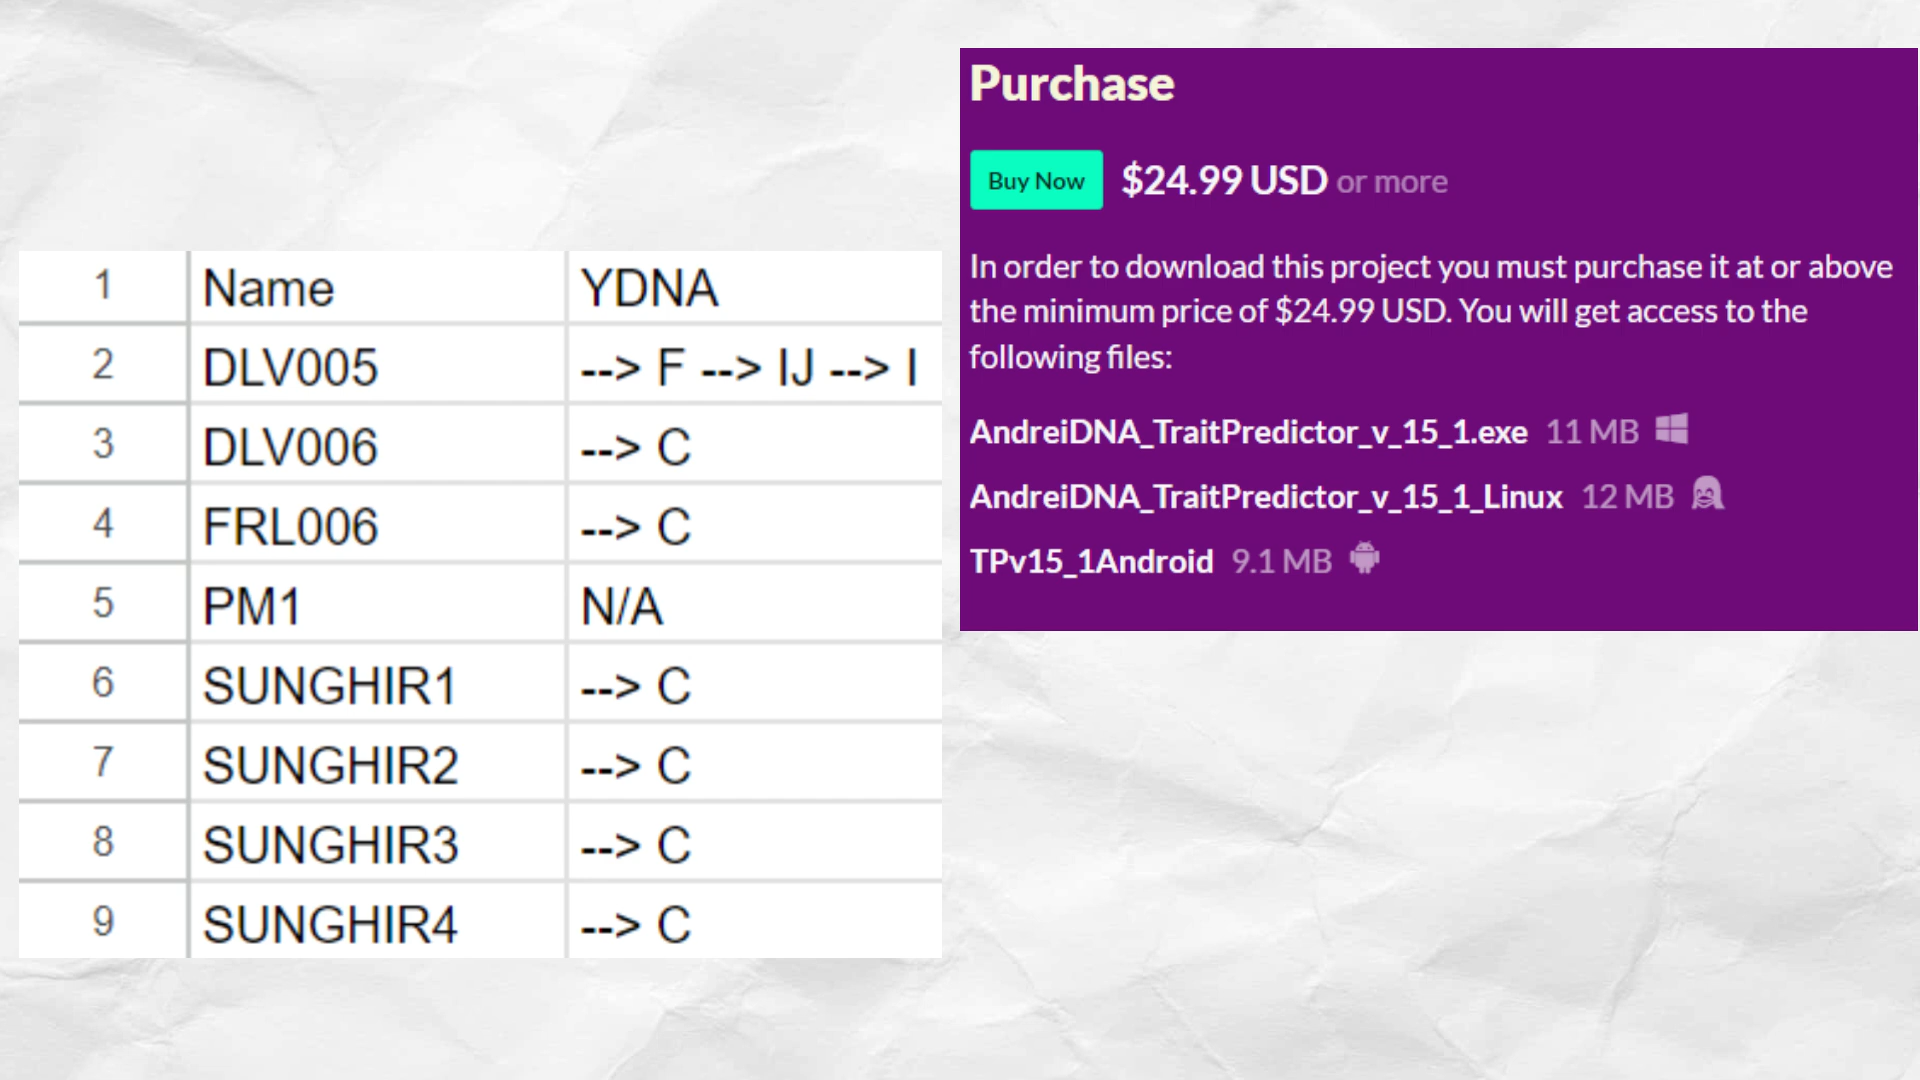 1 Name YDNA
2 DLV005 --> F --> IJ --> I
3 DLV006 --> C
4 FRL006 --> C
5 PM1 N/A
6 SUNGHIR1 --> C
7 SUNGHIR2 --> C
8 SUNGHIR3 --> C
9 SUNGHIR4 --> C
Purchase
Buy Now $24.99 USD or more
In order to download this project you must purchase it at or above
the minimum price of $24.99 USD. You will get access to the
following files:
AndreiDNA_TraitPredictor_v_15_1.exe 11 MB
AndreiDNA_TraitPredictor_v_15_1_Linux 12 MB
TPv15_1Android 9.1 MB